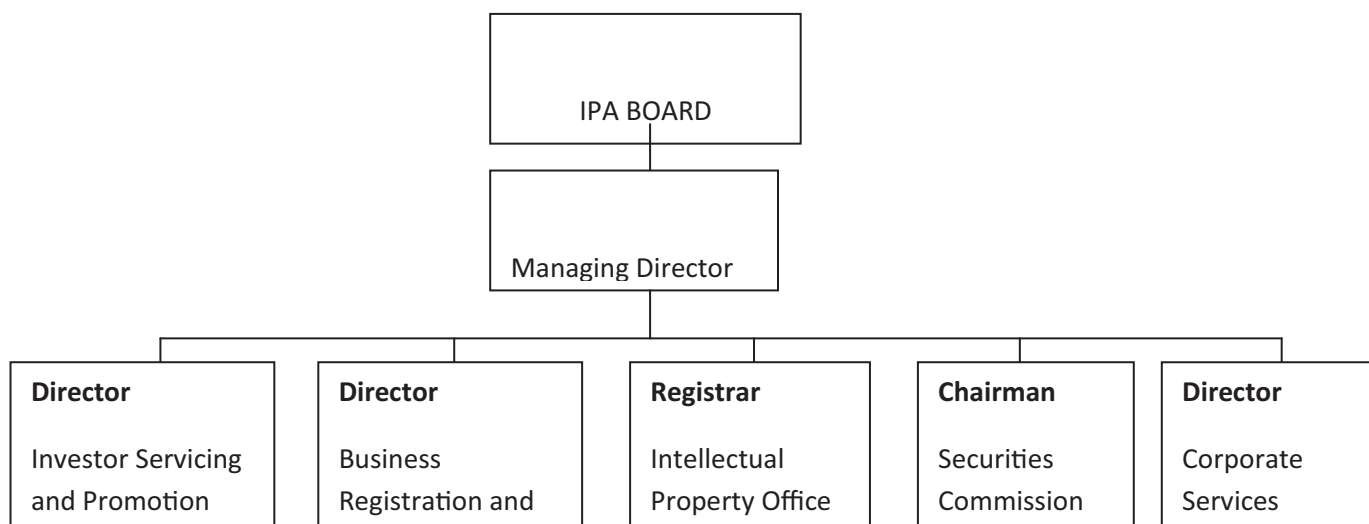 IPA BOARD
Managing Director
Director
Investor Servicing
and Promotion
Director
Business
Registration and
Registrar
Intellectual
Property Office
Chairman
Securities
Commission
Director
Corporate
Services